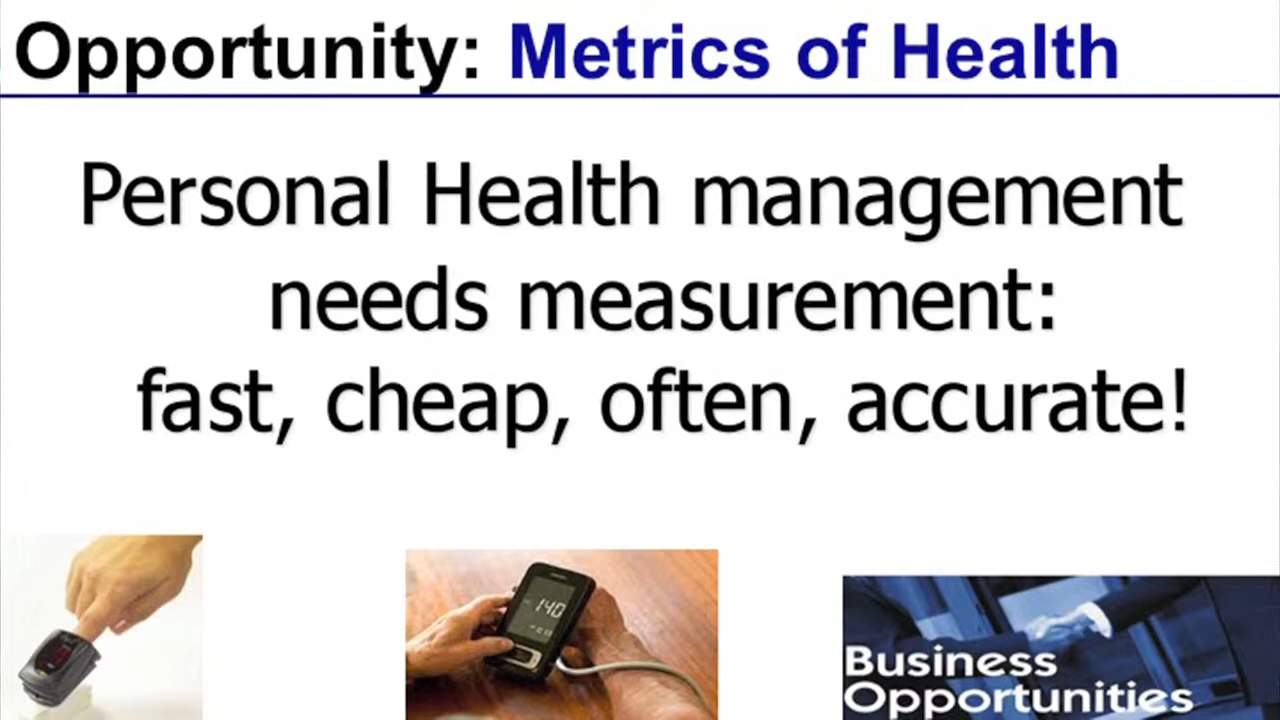 Opportunity: Metrics of Health
Personal Health management
needs measurement:
fast, cheap, often, accurate!
140
Business
Opportunities